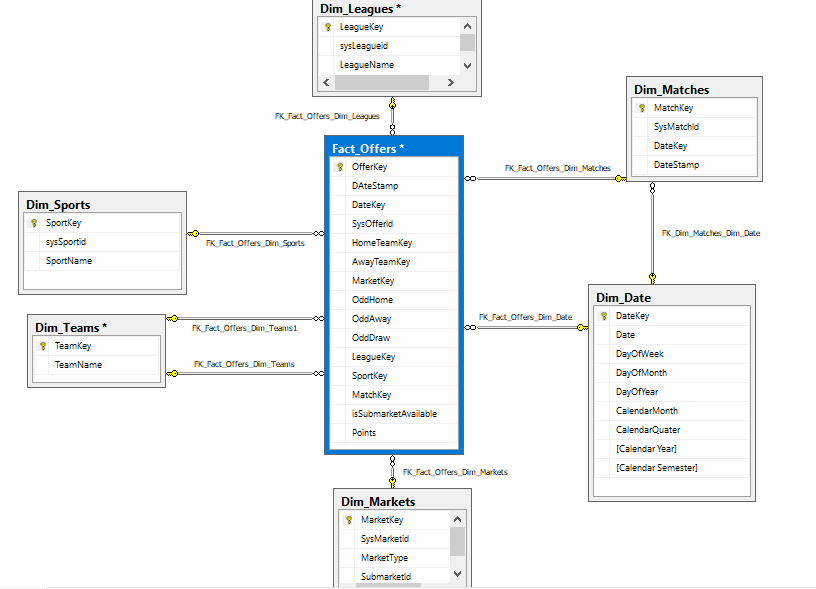 Dim_Leagues *
LeagueKey
sysLeagueid
LeagueName
FK_Fact_Offers_Dim_Leagues
Dim_Matches
MatchKey
SysMatchId
DateKey
DateStamp
Fact_Offers *
OfferKey
DAteStamp
DateKey
SysOfferId
HomeTeamKey
AwayTeamKey
MarketKey
OddHome
OddAway
OddDraw
LeagueKey
SportKey
MatchKey
isSubmarketAvailable
Points
FK_Fact_Offers_Dim_Matches
Dim_Sports
SportKey
sysSportid
SportName
FK_Fact_Offers_Dim_Sports
FK_Dim_Matches_Dim_Date
Dim_Teams *
TeamKey
TeamName
FK_Fact_Offers_Dim_Teams1
FK_Fact_Offers_Dim_Teams
FK_Fact_Offers_Dim_Date
Dim_Date
DateKey
Date
DayOfWeek
DayOfMonth
DayOfYear
CalendarMonth
CalendarQuater
[Calendar Year]
[Calendar Semester]
FK_Fact_Offers_Dim_Markets
Dim_Markets
MarketKey
SysMarketid
MarketType
SubmarketId